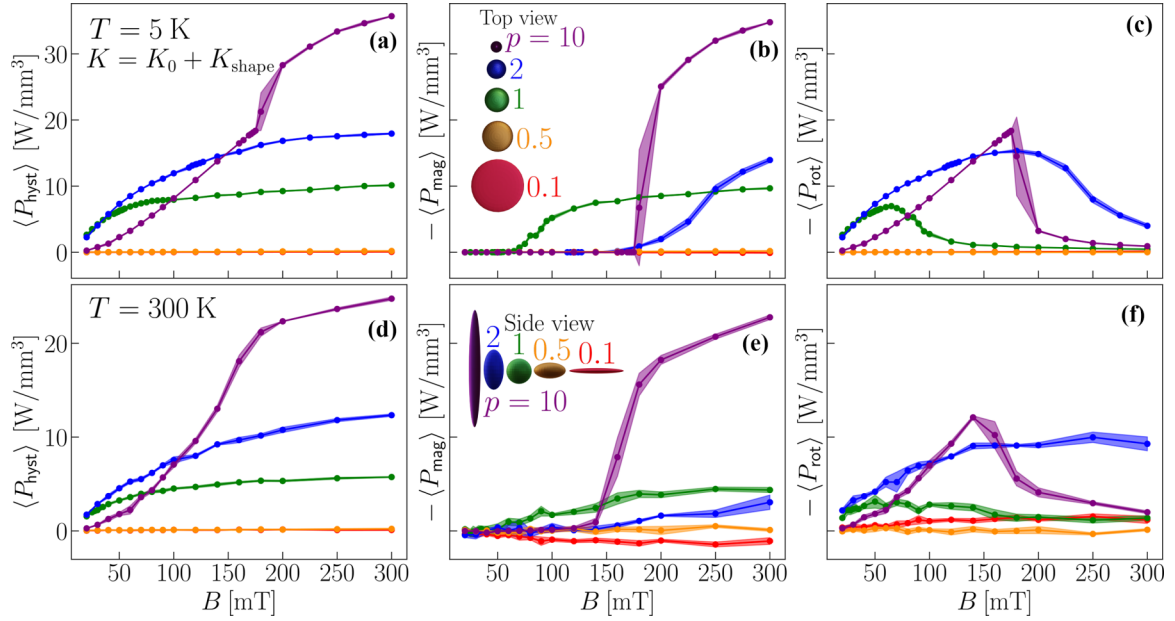 T = 5 K
K = K₀ + K_shape
(a)
⟨P_hyst⟩ [W/mm³]
0
10
20
30
Top view
p = 10
2
1
0.5
0.1
(b)
− ⟨P_mag⟩ [W/mm³]
(c)
− ⟨P_rot⟩ [W/mm³]
T = 300 K
(d)
⟨P_hyst⟩ [W/mm³]
0
10
20
50 100 150 200 250 300
B [mT]
Side view
2 1 0.5 0.1
p = 10
(e)
− ⟨P_mag⟩ [W/mm³]
50 100 150 200 250 300
B [mT]
(f)
− ⟨P_rot⟩ [W/mm³]
50 100 150 200 250 300
B [mT]